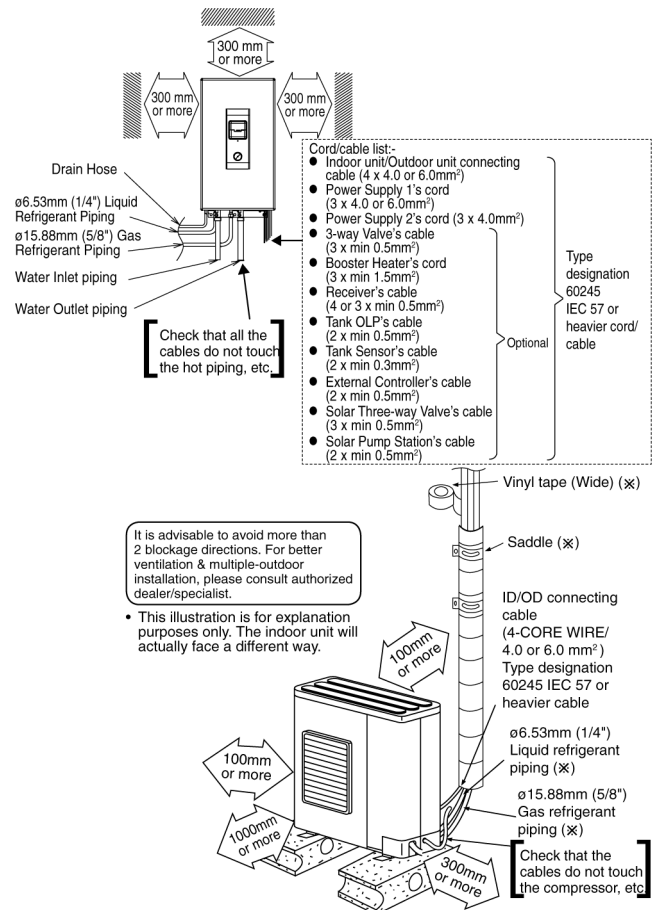 300 mm
or more
300 mm
or more
300 mm
or more
Drain Hose
ø6.53mm (1/4") Liquid
Refrigerant Piping
ø15.88mm (5/8") Gas
Refrigerant Piping
Water Inlet piping
Water Outlet piping
Check that all the
cables do not touch
the hot piping, etc.
Cord/cable list:-
● Indoor unit/Outdoor unit connecting
cable (4 x 4.0 or 6.0mm²)
● Power Supply 1's cord
(3 x 4.0 or 6.0mm²)
● Power Supply 2's cord (3 x 4.0mm²)
● 3-way Valve's cable
(3 x min 0.5mm²)
● Booster Heater's cord
(3 x min 1.5mm²)
● Receiver's cable
(4 or 3 x min 0.5mm²)
● Tank OLP's cable
(2 x min 0.5mm²)
● Tank Sensor's cable
(2 x min 0.3mm²)
● External Controller's cable
(2 x min 0.5mm²)
● Solar Three-way Valve's cable
(3 x min 0.5mm²)
● Solar Pump Station's cable
(2 x min 0.5mm²)
Optional
Type
designation
60245
IEC 57 or
heavier cord/
cable
Vinyl tape (Wide) (※)
Saddle (※)
It is advisable to avoid more than
2 blockage directions. For better
ventilation & multiple-outdoor
installation, please consult authorized
dealer/specialist.
• This illustration is for explanation
purposes only. The indoor unit will
actually face a different way.
ID/OD connecting
cable
(4-CORE WIRE/
4.0 or 6.0 mm²)
Type designation
60245 IEC 57 or
heavier cable
ø6.53mm (1/4")
Liquid refrigerant
piping (※)
ø15.88mm (5/8")
Gas refrigerant
piping (※)
Check that the
cables do not touch
the compressor, etc
100mm
or more
100mm
or more
1000mm
or more
300mm
or more